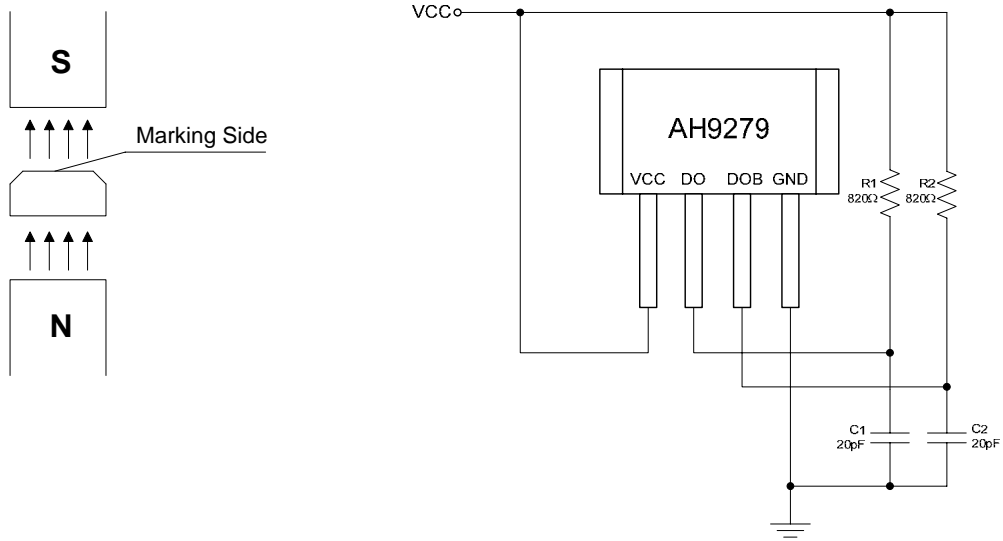 S
Marking Side
N
VCC
AH9279
VCC DO DOB GND
R1
820Ω
R2
820Ω
C1
20pF
C2
20pF